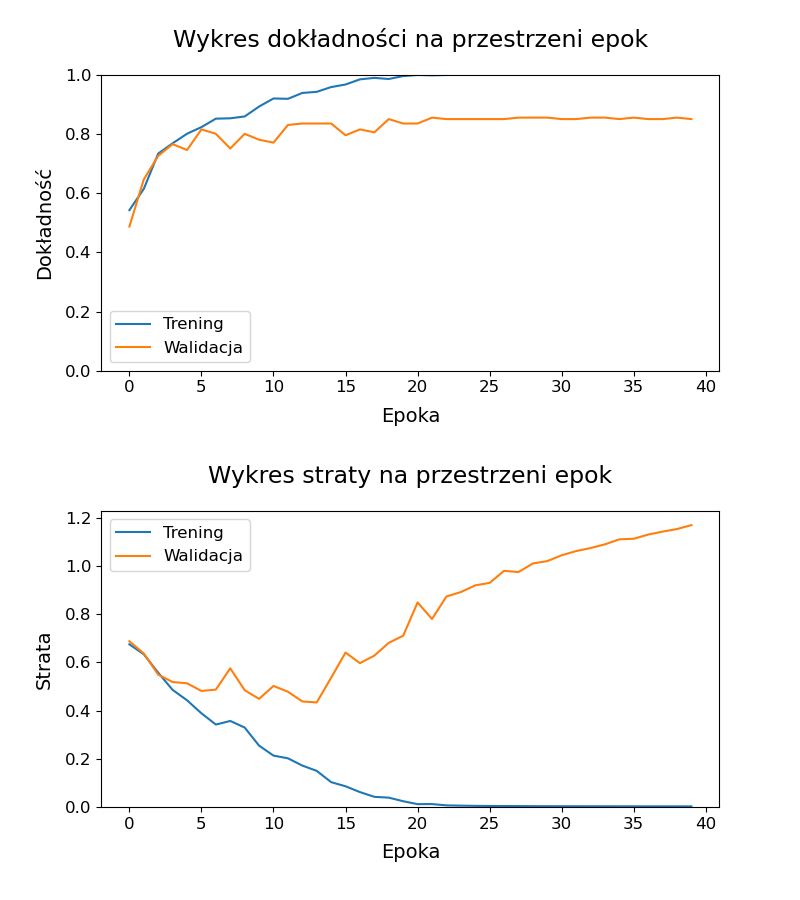 Wykres dokładności na przestrzeni epok
1.0
0.8
0.6
0.4
0.2
0.0
Dokładność
Trening
Walidacja
0 5 10 15 20 25 30 35 40
Epoka
Wykres straty na przestrzeni epok
1.2
1.0
0.8
0.6
0.4
0.2
0.0
Strata
Trening
Walidacja
0 5 10 15 20 25 30 35 40
Epoka